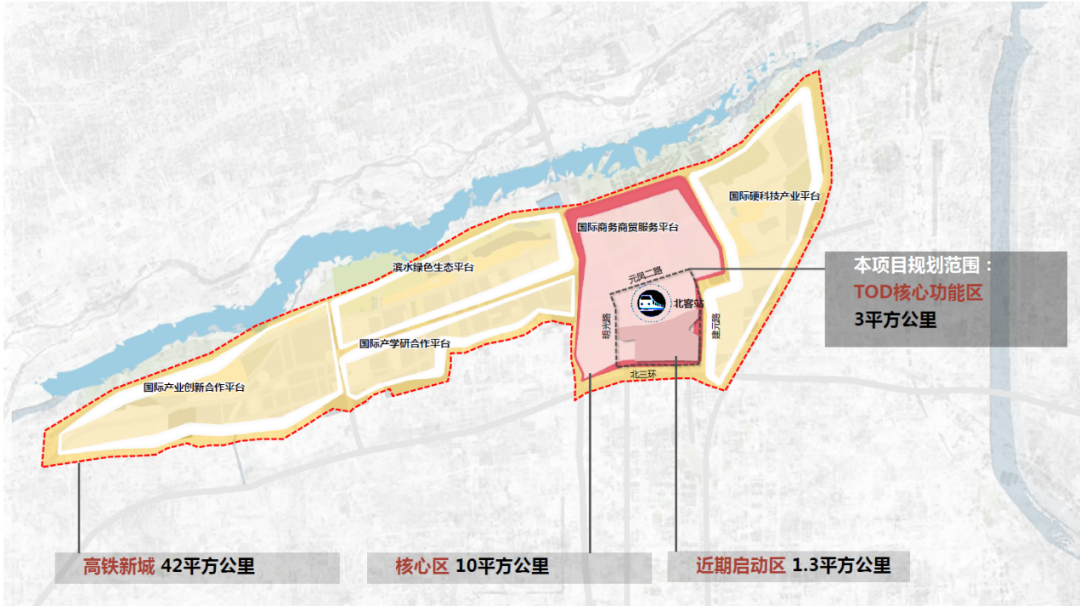 国际硬科技产业平台
国际商务商贸服务平台
滨水绿色生态平台
本项目规划范围：
TOD核心功能区
3平方公里
元凤二路
北客站
明光路
建元路
国际产学研合作平台
北三环
国际产业创新合作平台
高铁新城 42平方公里
核心区 10平方公里
近期启动区 1.3平方公里